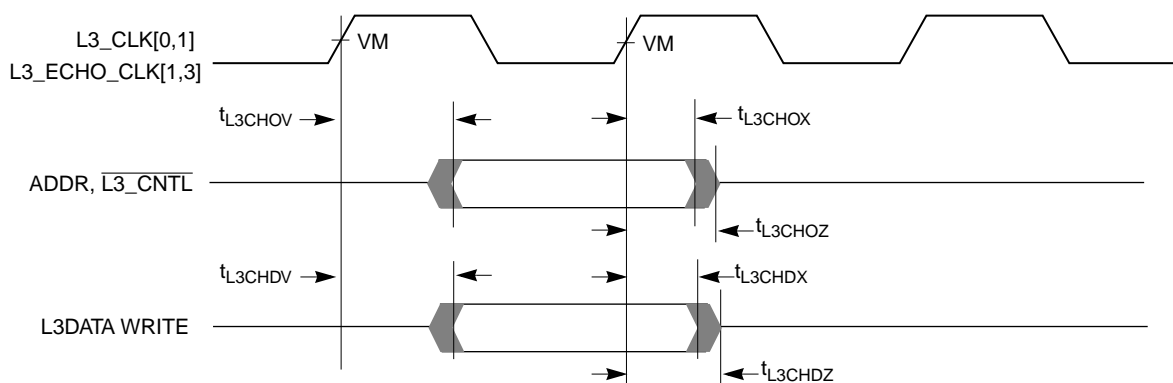 L3_CLK[0,1]
VM
VM
L3_ECHO_CLK[1,3]
tL3CHOV
tL3CHOX
ADDR, L3_CNTL
tL3CHOZ
tL3CHDV
tL3CHDX
L3DATA WRITE
tL3CHDZ